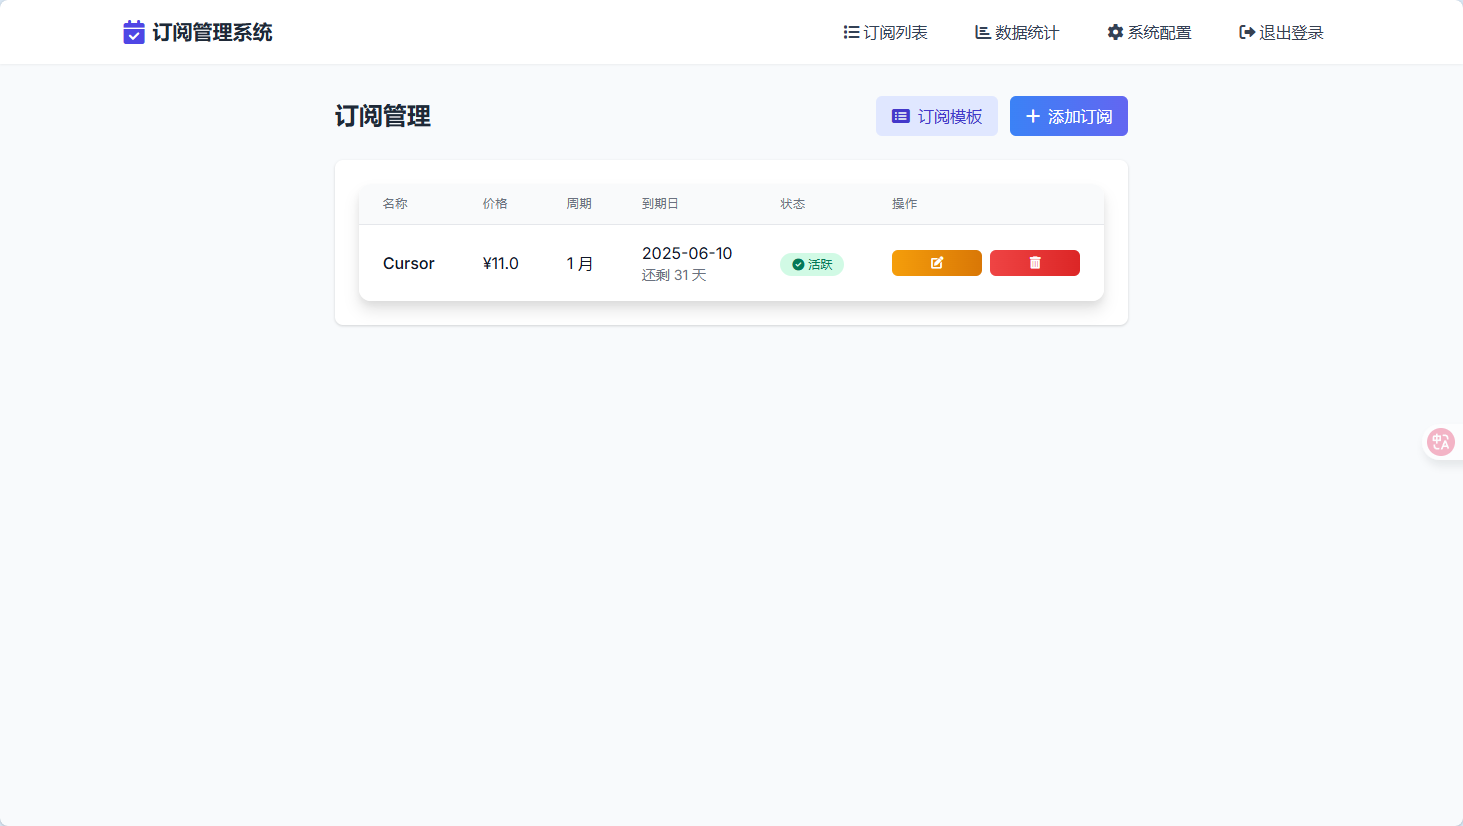 订阅管理系统
订阅列表
数据统计
系统配置
退出登录
订阅管理
订阅模板
添加订阅
名称 价格 周期 到期日 状态 操作
Cursor ¥11.0 1 月 2025-06-10 活跃
还剩 31 天